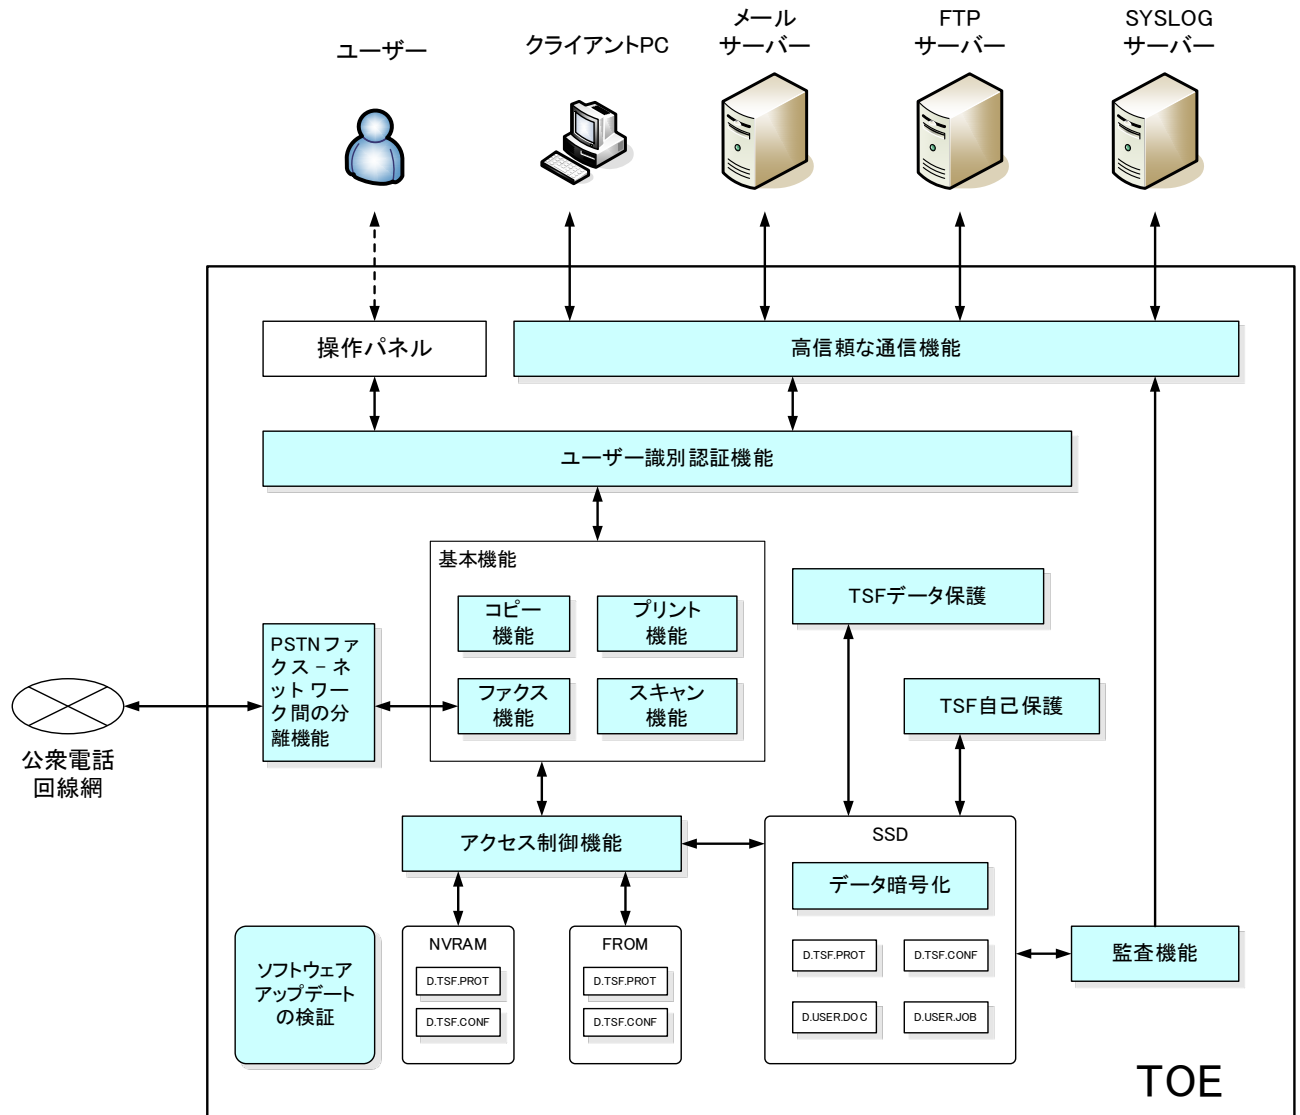 ユーザー
クライアントPC
メール
サーバー
FTP
サーバー
SYSLOG
サーバー
操作パネル
高信頼な通信機能
ユーザー識別認証機能
基本機能
コピー
機能
プリント
機能
ファクス
機能
スキャン
機能
TSFデータ保護
TSF自己保護
PSTNファ
クス－ネ
ットワー
ク間の分
離機能
公衆電話
回線網
アクセス制御機能
SSD
データ暗号化
D.TSF.PROT
D.TSF.CONF
D.USER.DOC
D.USER.JOB
監査機能
ソフトウェア
アップデート
の検証
NVRAM
D.TSF.PROT
D.TSF.CONF
FROM
D.TSF.PROT
D.TSF.CONF
TOE